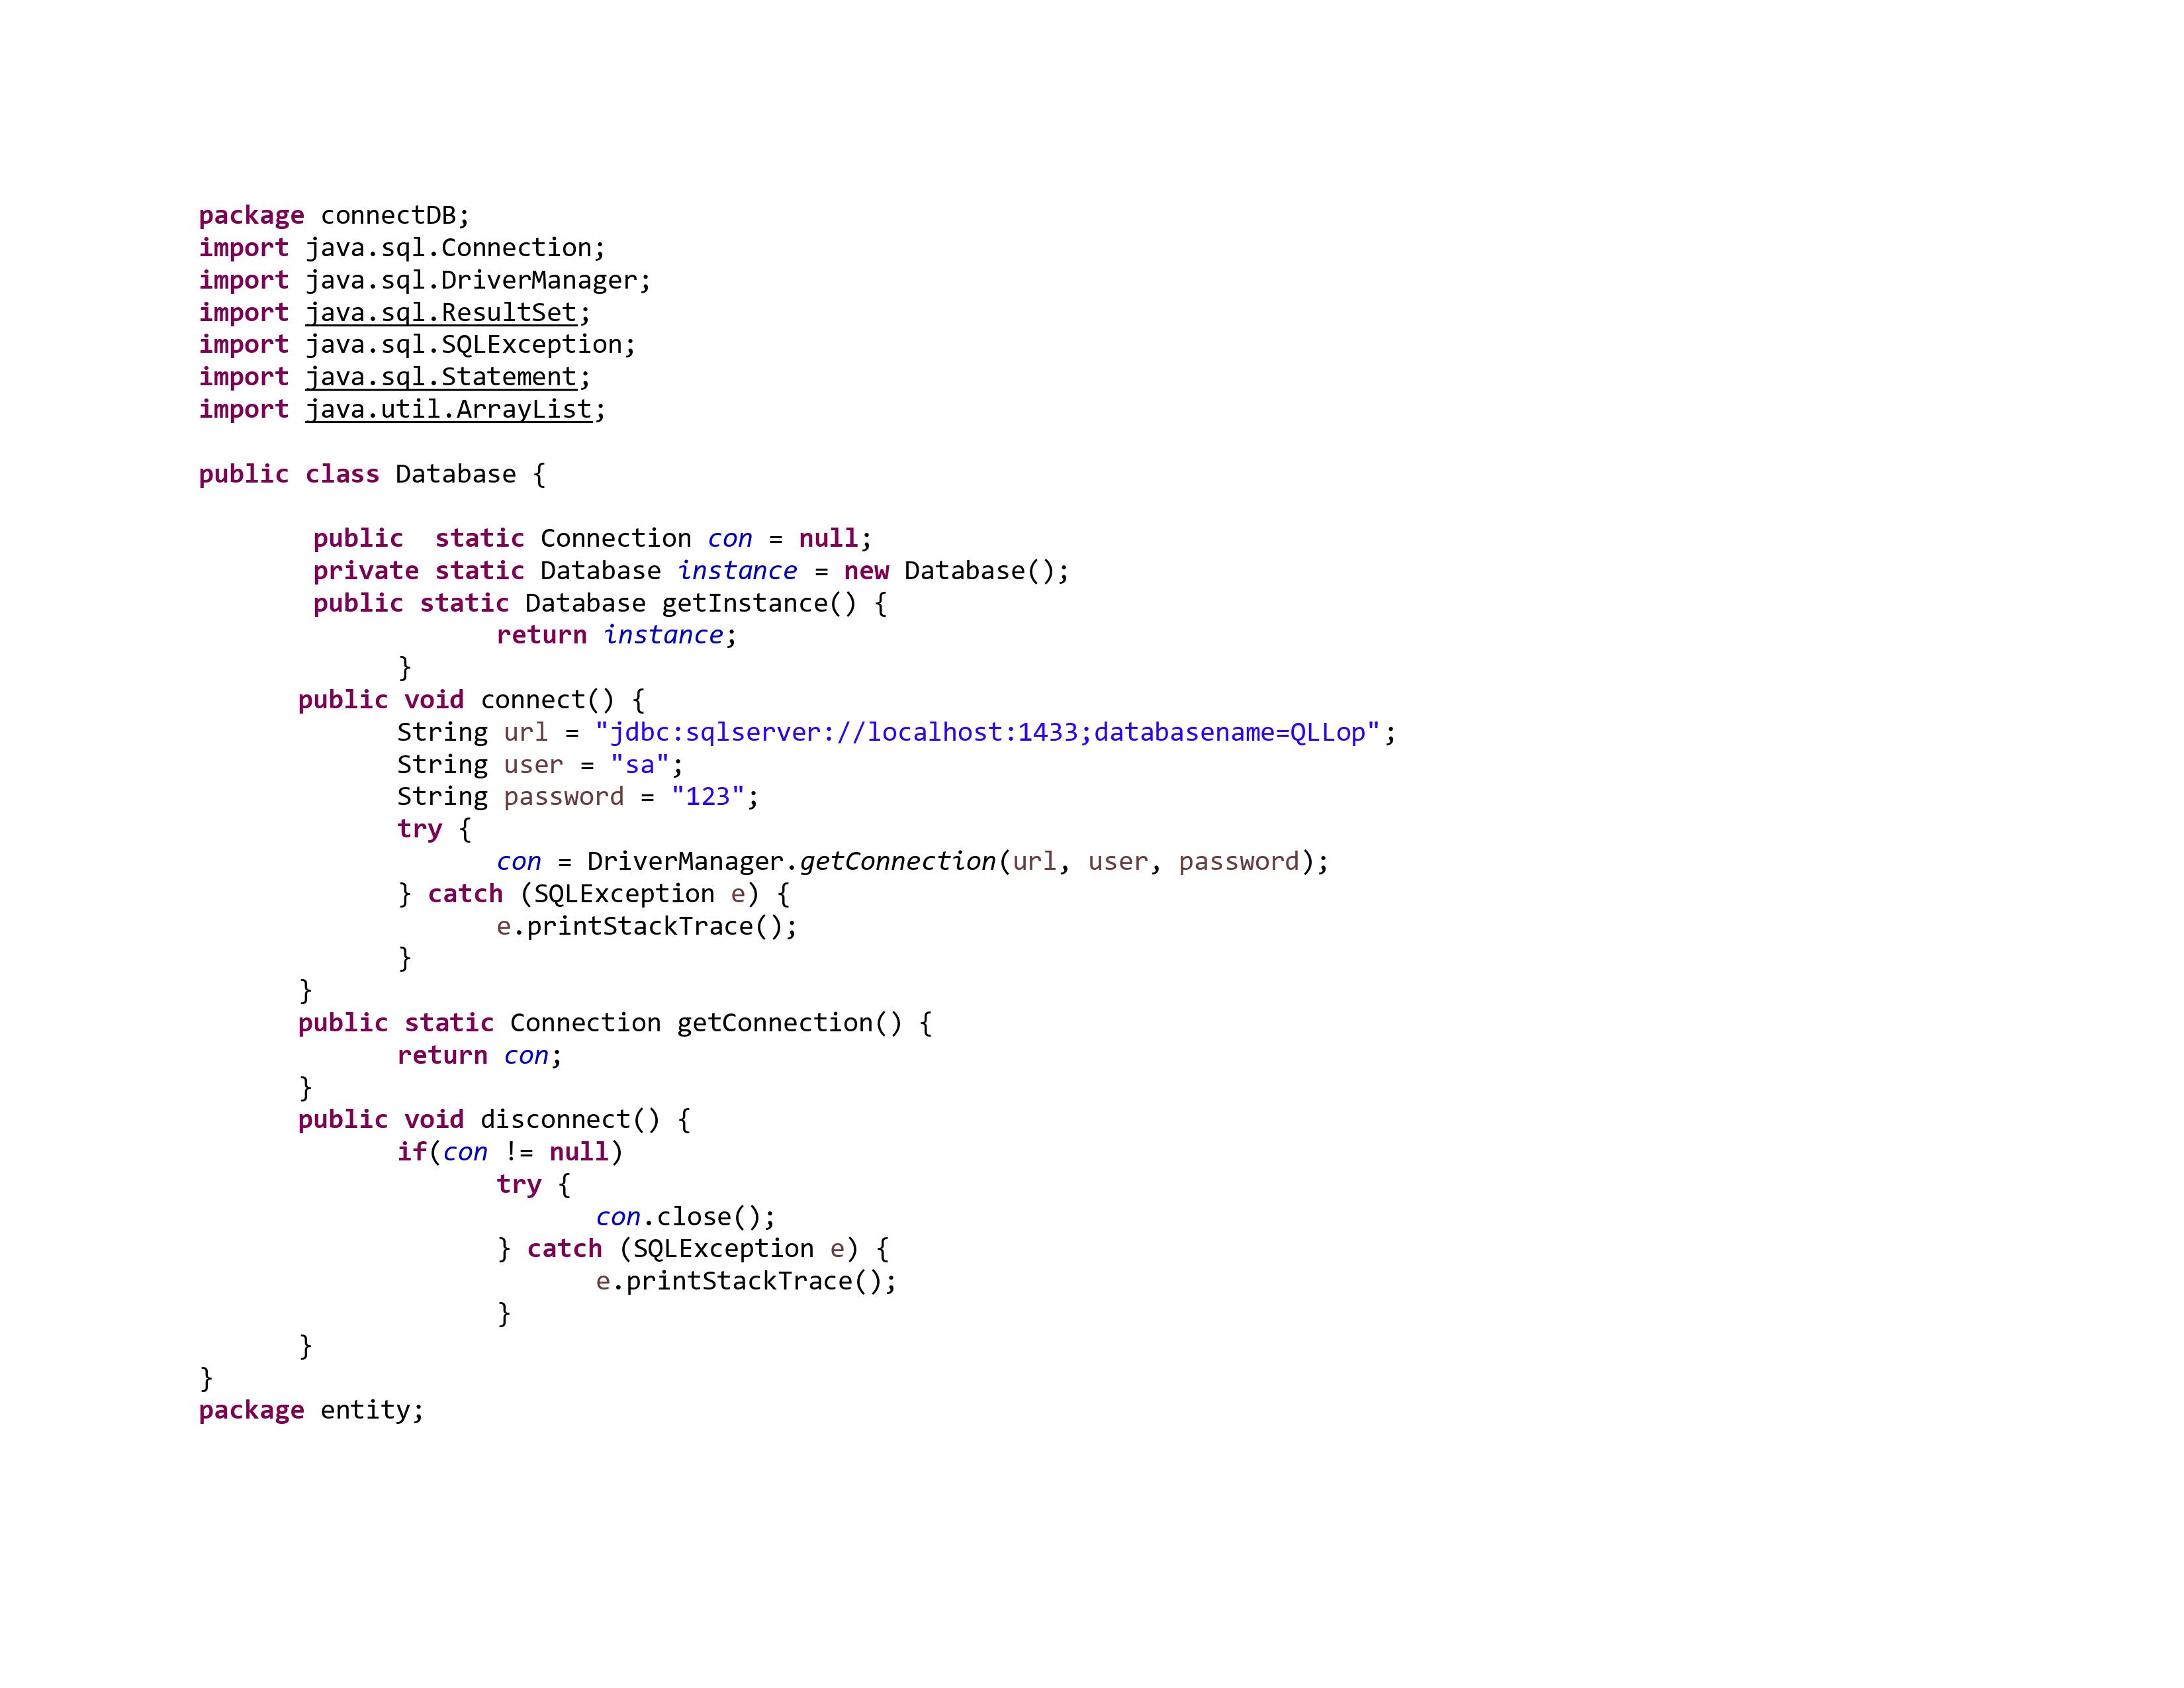 package connectDB;
import java.sql.Connection;
import java.sql.DriverManager;
import java.sql.ResultSet;
import java.sql.SQLException;
import java.sql.Statement;
import java.util.ArrayList;

public class Database {

public  static Connection con = null;
private static Database instance = new Database();
public static Database getInstance() {
return instance;
}
public void connect() {
String url = "jdbc:sqlserver://localhost:1433;databasename=QLLop";
String user = "sa";
String password = "123";
try {
con = DriverManager.getConnection(url, user, password);
} catch (SQLException e) {
e.printStackTrace();
}
}
public static Connection getConnection() {
return con;
}
public void disconnect() {
if(con != null)
try {
con.close();
} catch (SQLException e) {
e.printStackTrace();
}
}
}
package entity;